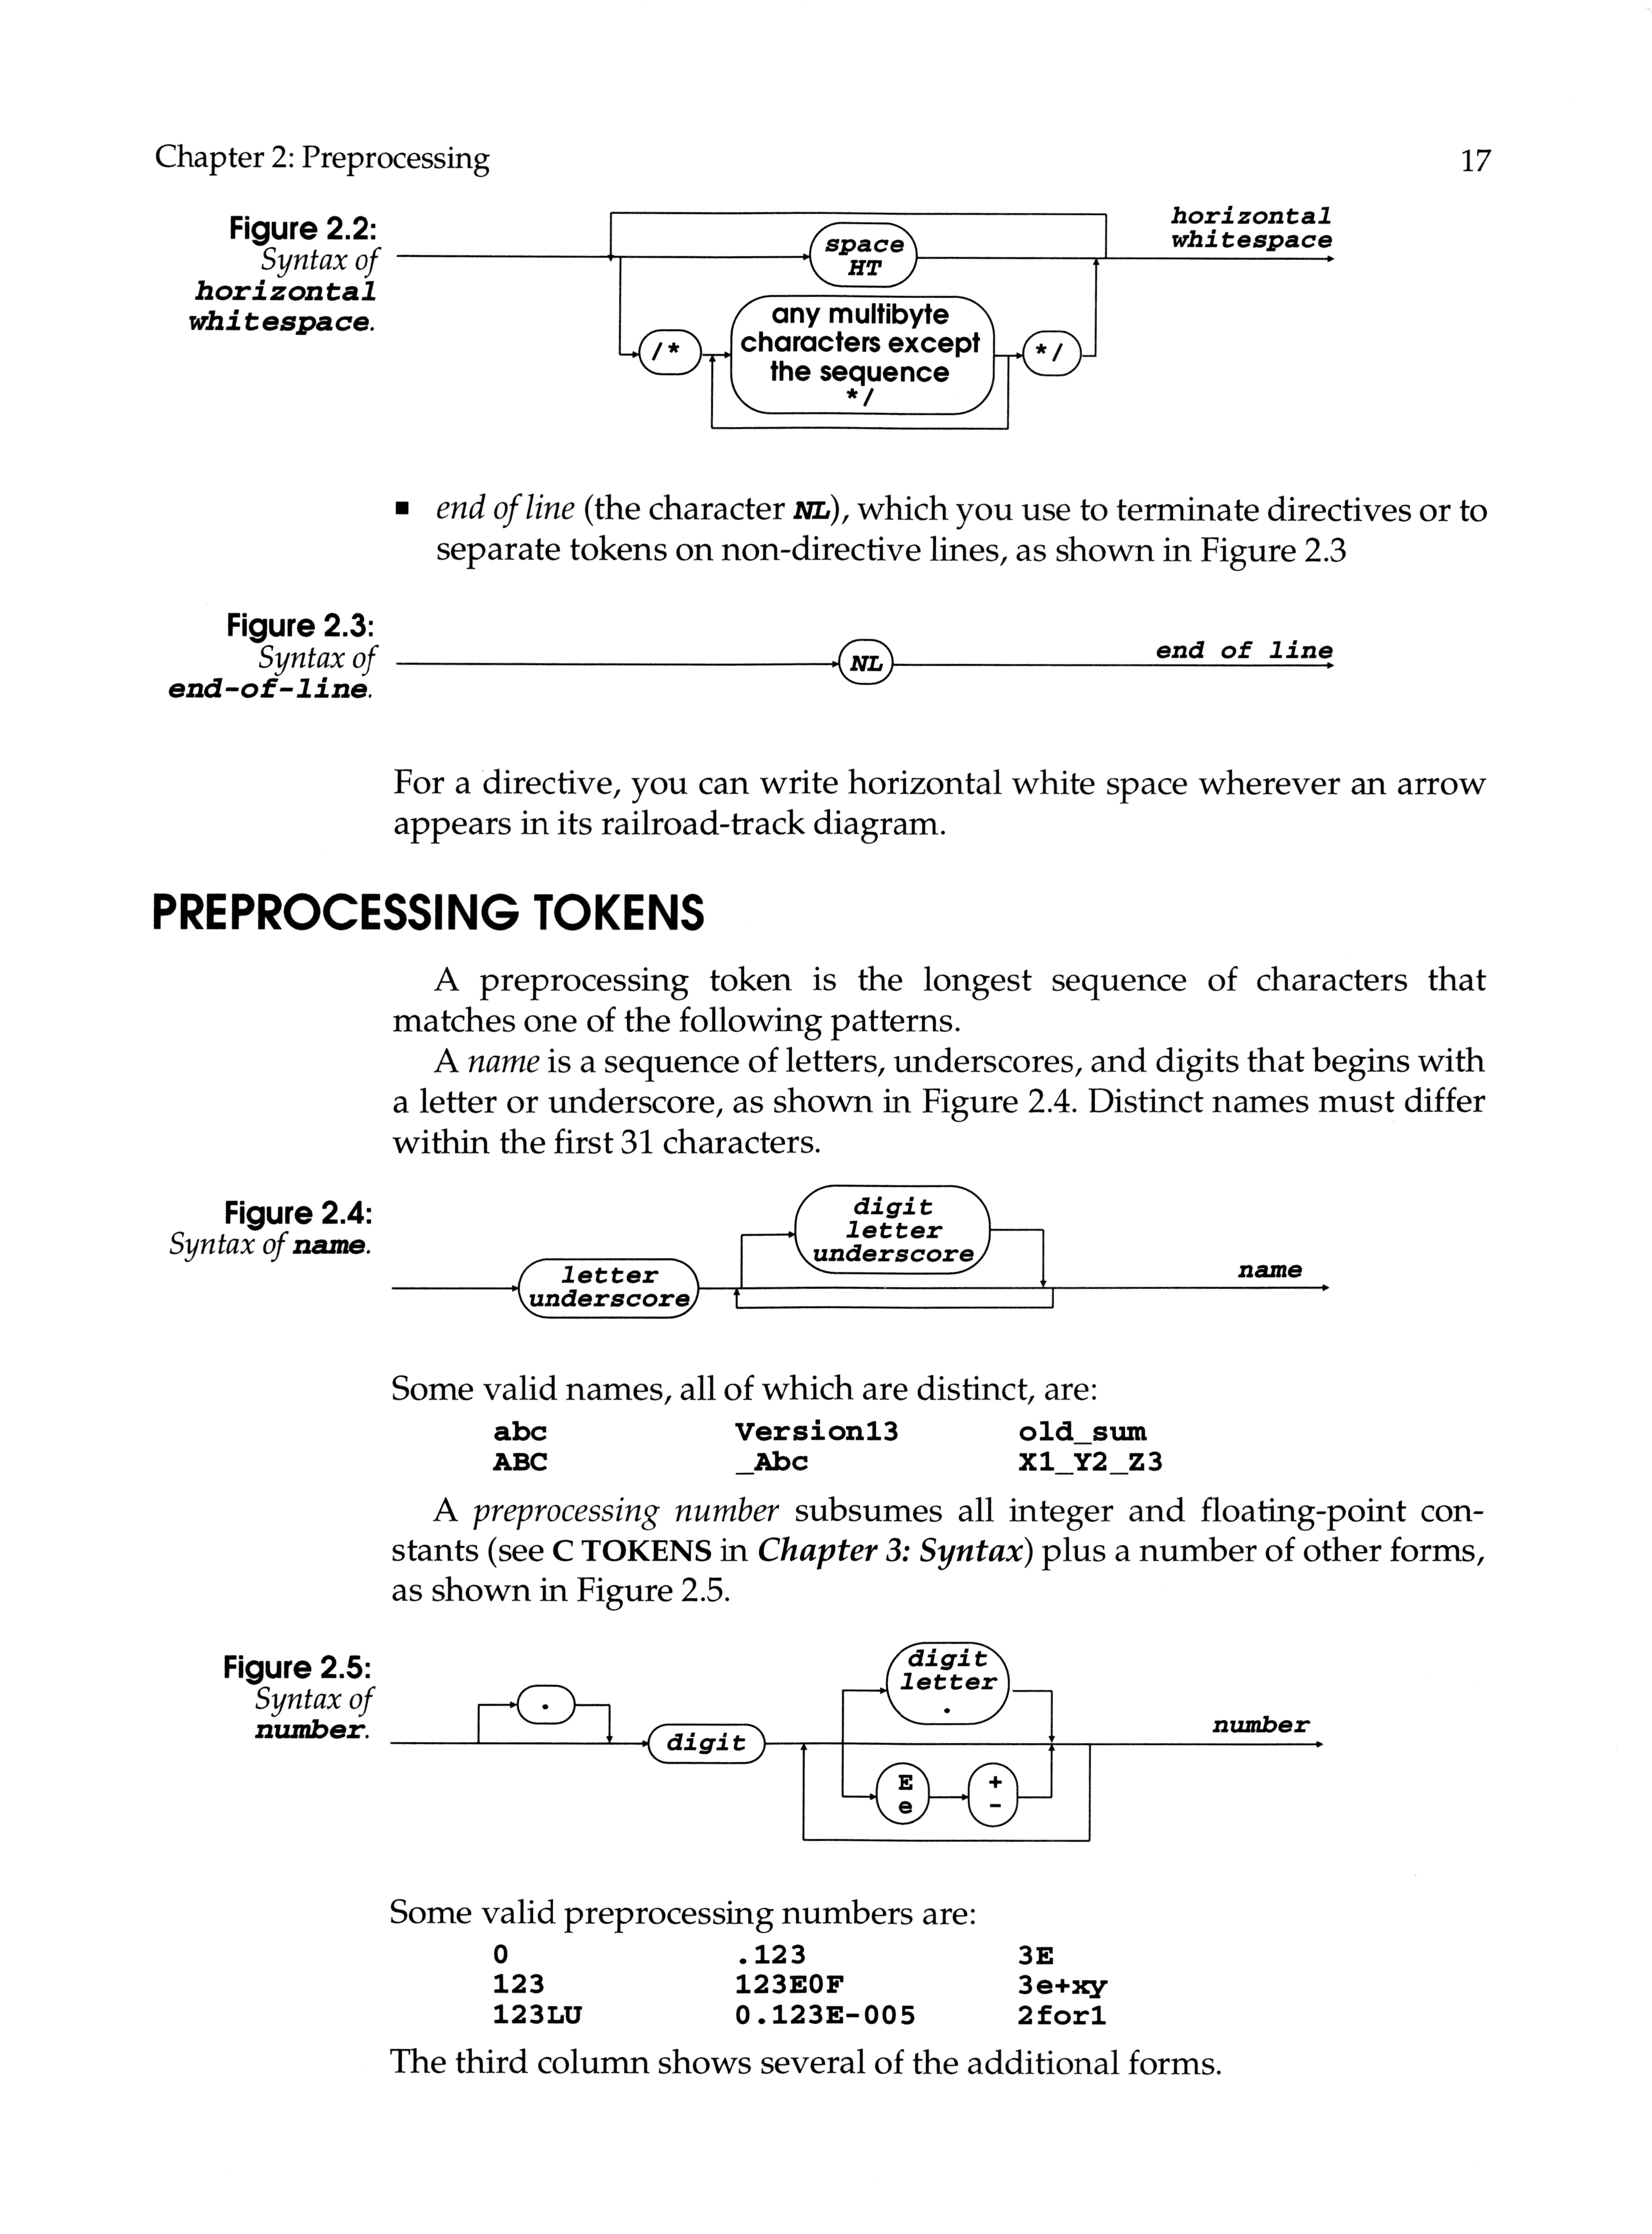 Chapter 2: Preprocessing 17
Figure 2.2:
Syntax of
horizontal
whitespace.
horizontal
whitespace
space
HT
/*
any multibyte
characters except
the sequence
*/
*/
■ end of line (the character NL), which you use to terminate directives or to
separate tokens on non-directive lines, as shown in Figure 2.3
Figure 2.3:
Syntax of
end-of-line.
NL
end of line
For a directive, you can write horizontal white space wherever an arrow
appears in its railroad-track diagram.
PREPROCESSING TOKENS
A preprocessing token is the longest sequence of characters that
matches one of the following patterns.
A name is a sequence of letters, underscores, and digits that begins with
a letter or underscore, as shown in Figure 2.4. Distinct names must differ
within the first 31 characters.
Figure 2.4:
Syntax of name.
letter
underscore
digit
letter
underscore
name
Some valid names, all of which are distinct, are:
abc Version13 old_sum
ABC _Abc X1_Y2_Z3
A preprocessing number subsumes all integer and floating-point con-
stants (see C TOKENS in Chapter 3: Syntax) plus a number of other forms,
as shown in Figure 2.5.
Figure 2.5:
Syntax of
number.
.
digit
digit
letter
.
E
e
+
-
number
Some valid preprocessing numbers are:
0 .123 3E
123 123E0F 3e+xy
123LU 0.123E-005 2for1
The third column shows several of the additional forms.